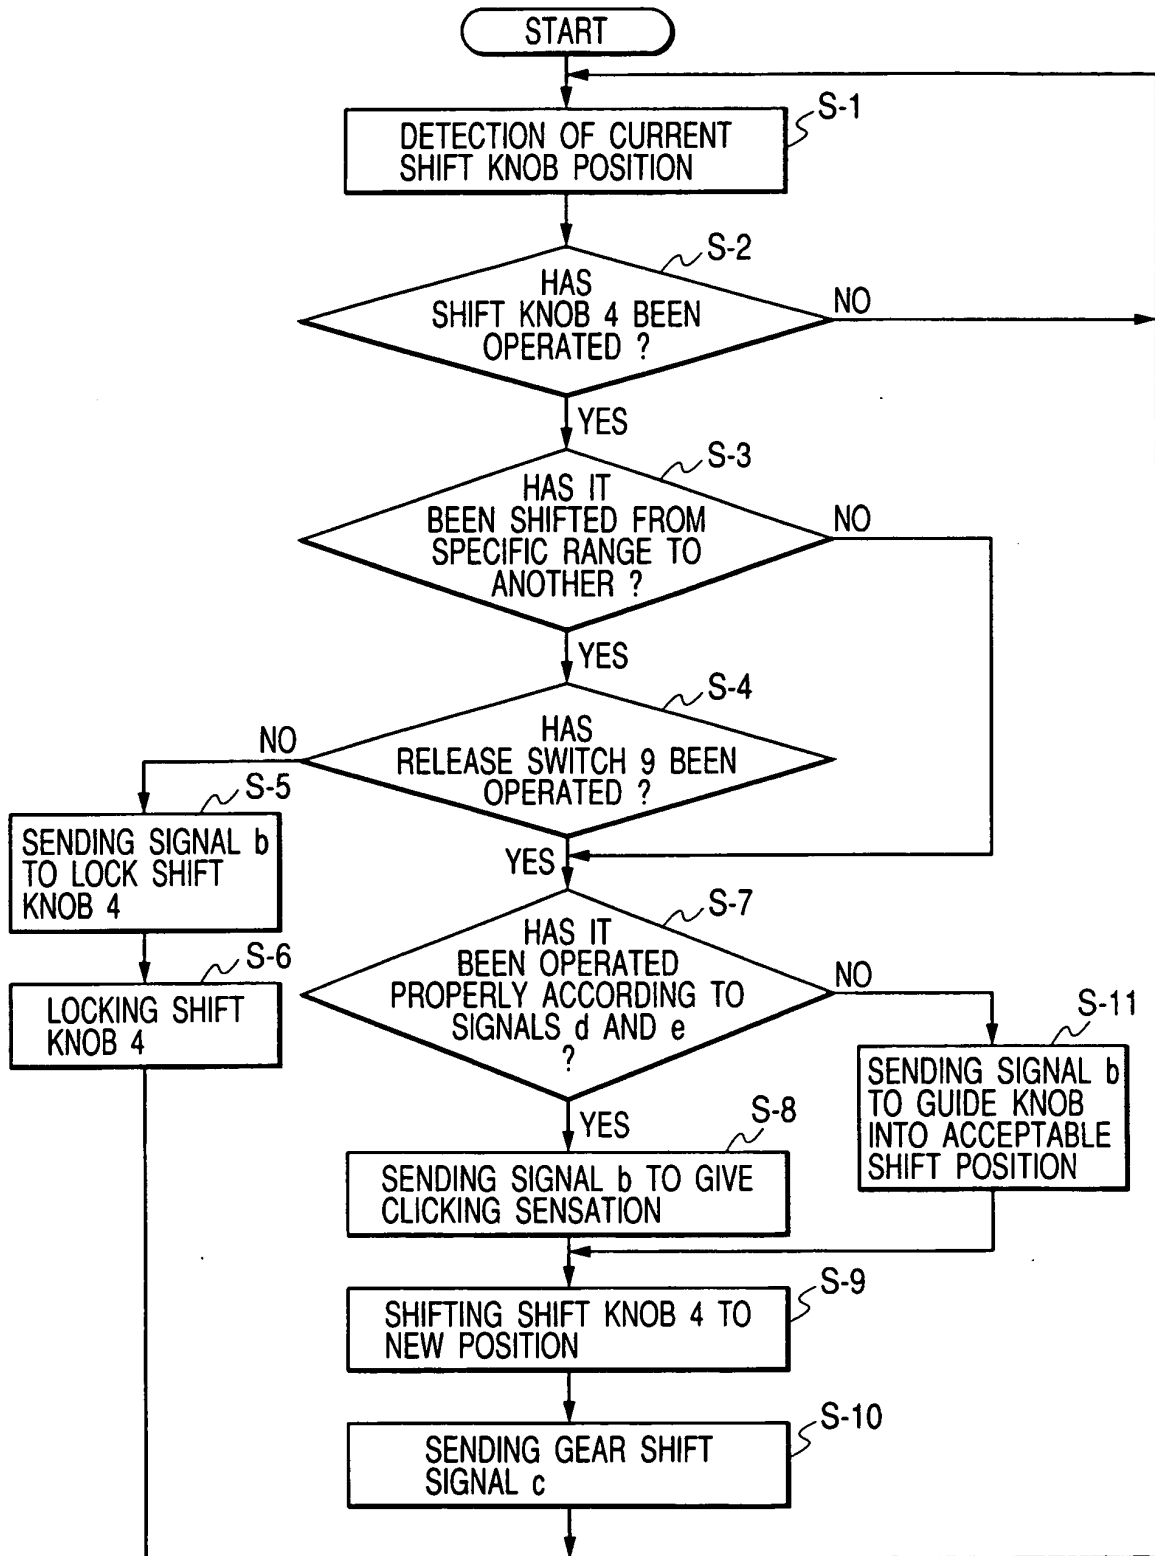 START
S-1
DETECTION OF CURRENT
SHIFT KNOB POSITION
S-2
HAS
SHIFT KNOB 4 BEEN
OPERATED ?
NO
YES
S-3
HAS IT
BEEN SHIFTED FROM
SPECIFIC RANGE TO
ANOTHER ?
NO
YES
S-4
HAS
RELEASE SWITCH 9 BEEN
OPERATED ?
NO
YES
S-5
SENDING SIGNAL b
TO LOCK SHIFT
KNOB 4
S-6
LOCKING SHIFT
KNOB 4
S-7
HAS IT
BEEN OPERATED
PROPERLY ACCORDING TO
SIGNALS d AND e
?
NO
YES
S-11
SENDING SIGNAL b
TO GUIDE KNOB
INTO ACCEPTABLE
SHIFT POSITION
S-8
SENDING SIGNAL b TO GIVE
CLICKING SENSATION
S-9
SHIFTING SHIFT KNOB 4 TO
NEW POSITION
S-10
SENDING GEAR SHIFT
SIGNAL c